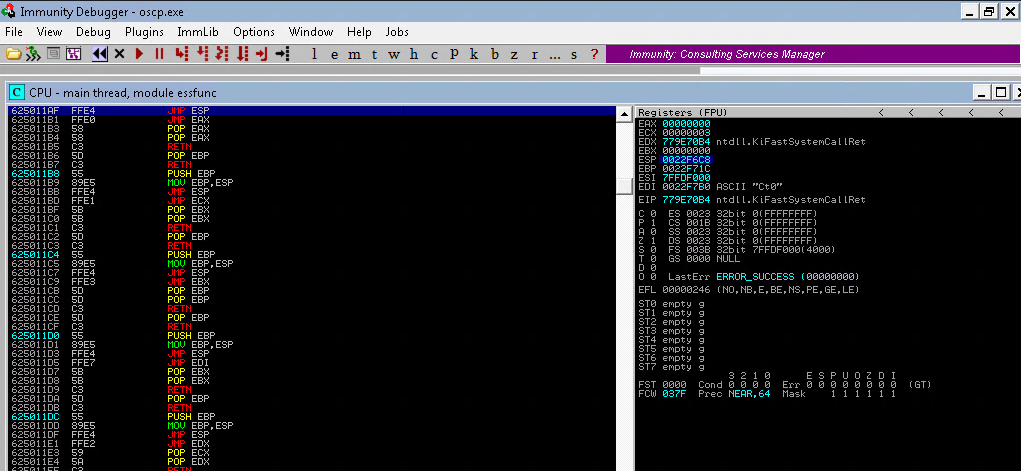 Immunity Debugger - oscp.exe
File View Debug Plugins ImmLib Options Window Help Jobs
l e m t w h c p k b z r ... s ? Immunity: Consulting Services Manager
CPU - main thread, module essfunc
625011AF FFE4 JMP ESP
625011B1 FFE0 JMP EAX
625011B3 58 POP EAX
625011B4 58 POP EAX
625011B5 C3 RETN
625011B6 5D POP EBP
625011B7 C3 RETN
625011B8 55 PUSH EBP
625011B9 89E5 MOV EBP,ESP
625011BB FFE4 JMP ESP
625011BD FFE1 JMP ECX
625011BF 5B POP EBX
625011C0 5B POP EBX
625011C1 C3 RETN
625011C2 5D POP EBP
625011C3 C3 RETN
625011C4 55 PUSH EBP
625011C5 89E5 MOV EBP,ESP
625011C7 FFE4 JMP ESP
625011C9 FFE3 JMP EBX
625011CB 5D POP EBP
625011CC 5D POP EBP
625011CD C3 RETN
625011CE 5D POP EBP
625011CF C3 RETN
625011D0 55 PUSH EBP
625011D1 89E5 MOV EBP,ESP
625011D3 FFE4 JMP ESP
625011D5 FFE7 JMP EDI
625011D7 5B POP EBX
625011D8 5B POP EBX
625011D9 C3 RETN
625011DA 5D POP EBP
625011DB C3 RETN
625011DC 55 PUSH EBP
625011DD 89E5 MOV EBP,ESP
625011DF FFE4 JMP ESP
625011E1 FFE2 JMP EDX
625011E3 59 POP ECX
625011E4 5A POP EDX
625011E5 C3 RETN
Registers (FPU) < < < < <
EAX 00000000
ECX 00000003
EDX 779E70B4 ntdll.KiFastSystemCallRet
EBX 00000000
ESP 0022F6C8
EBP 0022F71C
ESI 7FFDF000
EDI 0022F7B0 ASCII "Ct0"
EIP 779E70B4 ntdll.KiFastSystemCallRet
C 0 ES 0023 32bit 0(FFFFFFFF)
P 1 CS 001B 32bit 0(FFFFFFFF)
A 0 SS 0023 32bit 0(FFFFFFFF)
Z 1 DS 0023 32bit 0(FFFFFFFF)
S 0 FS 003B 32bit 7FFDF000(4000)
T 0 GS 0000 NULL
D 0
O 0 LastErr ERROR_SUCCESS (00000000)
EFL 00000246 (NO,NB,E,BE,NS,PE,GE,LE)
ST0 empty g
ST1 empty g
ST2 empty g
ST3 empty g
ST4 empty g
ST5 empty g
ST6 empty g
ST7 empty g
3 2 1 0 E S P U O Z D I
FST 0000 Cond 0 0 0 0 Err 0 0 0 0 0 0 0 0 (GT)
FCW 037F Prec NEAR,64 Mask 1 1 1 1 1 1